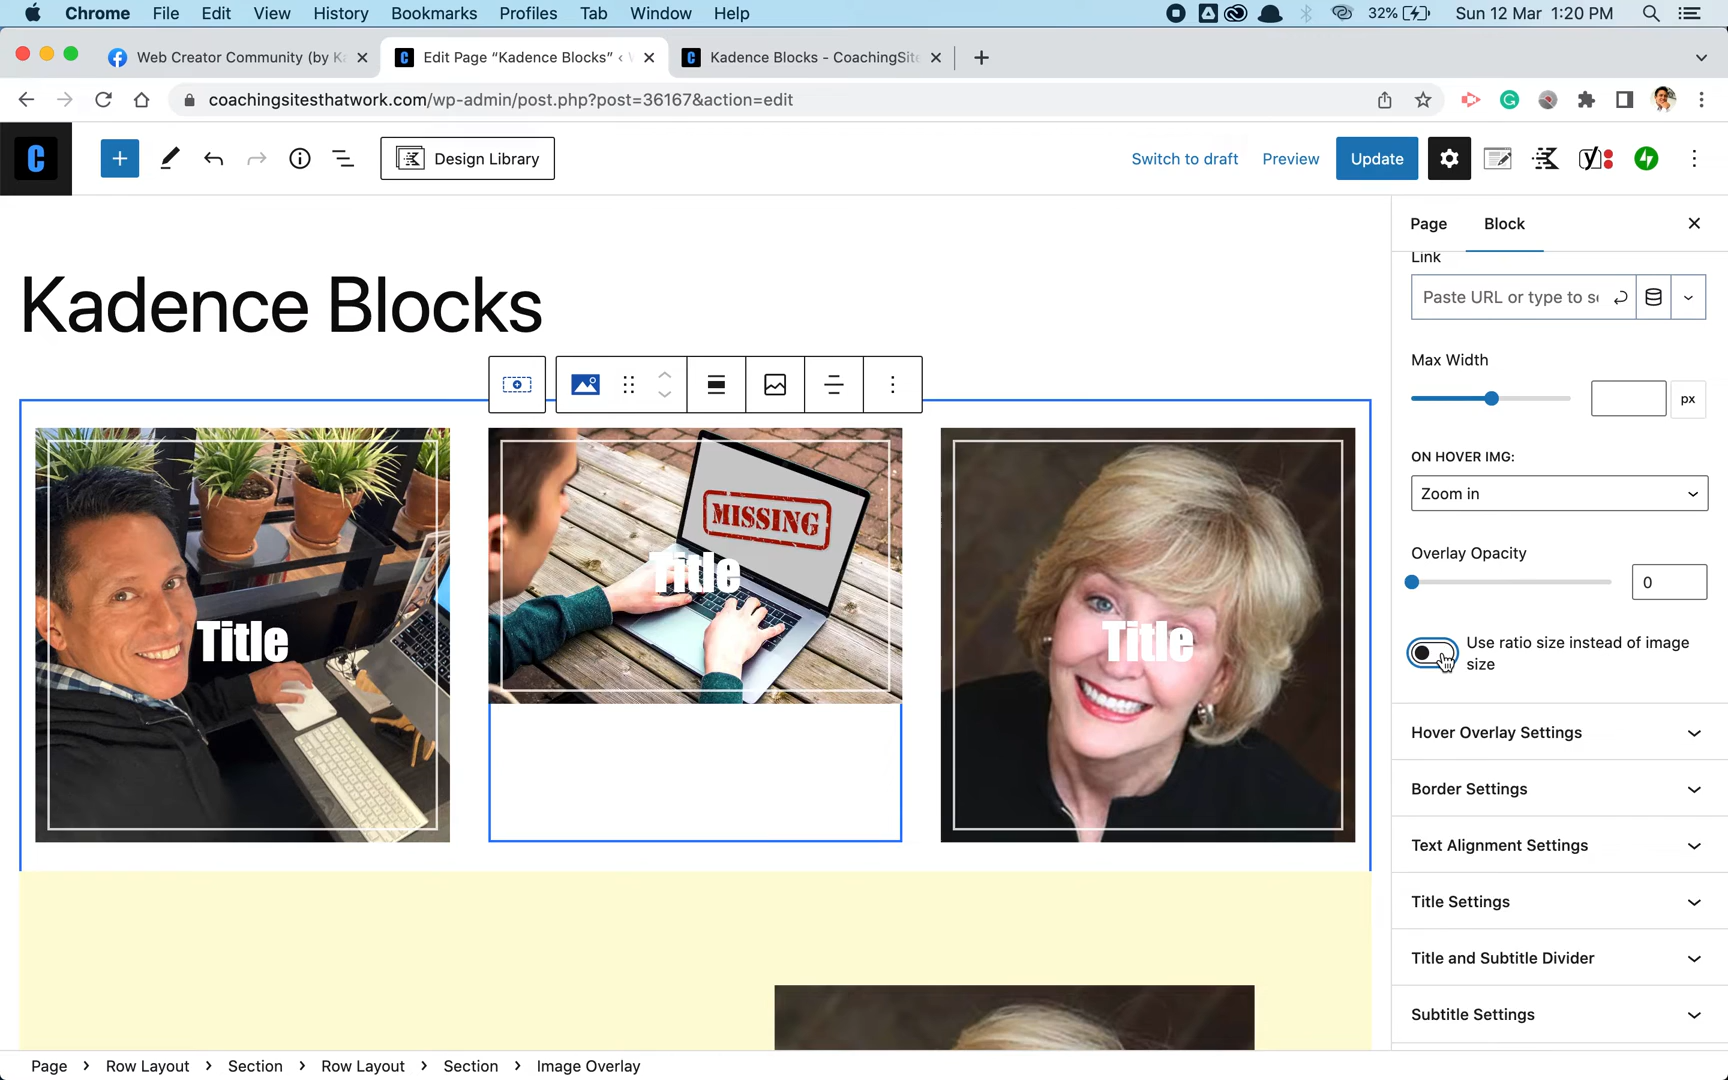 Chrome File Edit View History Bookmarks Profiles Tab Window Help 32% Sun 12 Mar 1:20 PM
Web Creator Community (by Ka Edit Page “Kadence Blocks” ‹ W Kadence Blocks - CoachingSite
coachingsitesthatwork.com/wp-admin/post.php?post=36167&action=edit
C Design Library Switch to draft Preview Update
Page Block
Link
Paste URL or type to se
Kadence Blocks
Max Width
px
ON HOVER IMG:
Zoom in
MISSING
Overlay Opacity
0
Title Title Title
Use ratio size instead of image
size
Hover Overlay Settings
Border Settings
Text Alignment Settings
Title Settings
Title and Subtitle Divider
Subtitle Settings
Page › Row Layout › Section › Row Layout › Section › Image Overlay